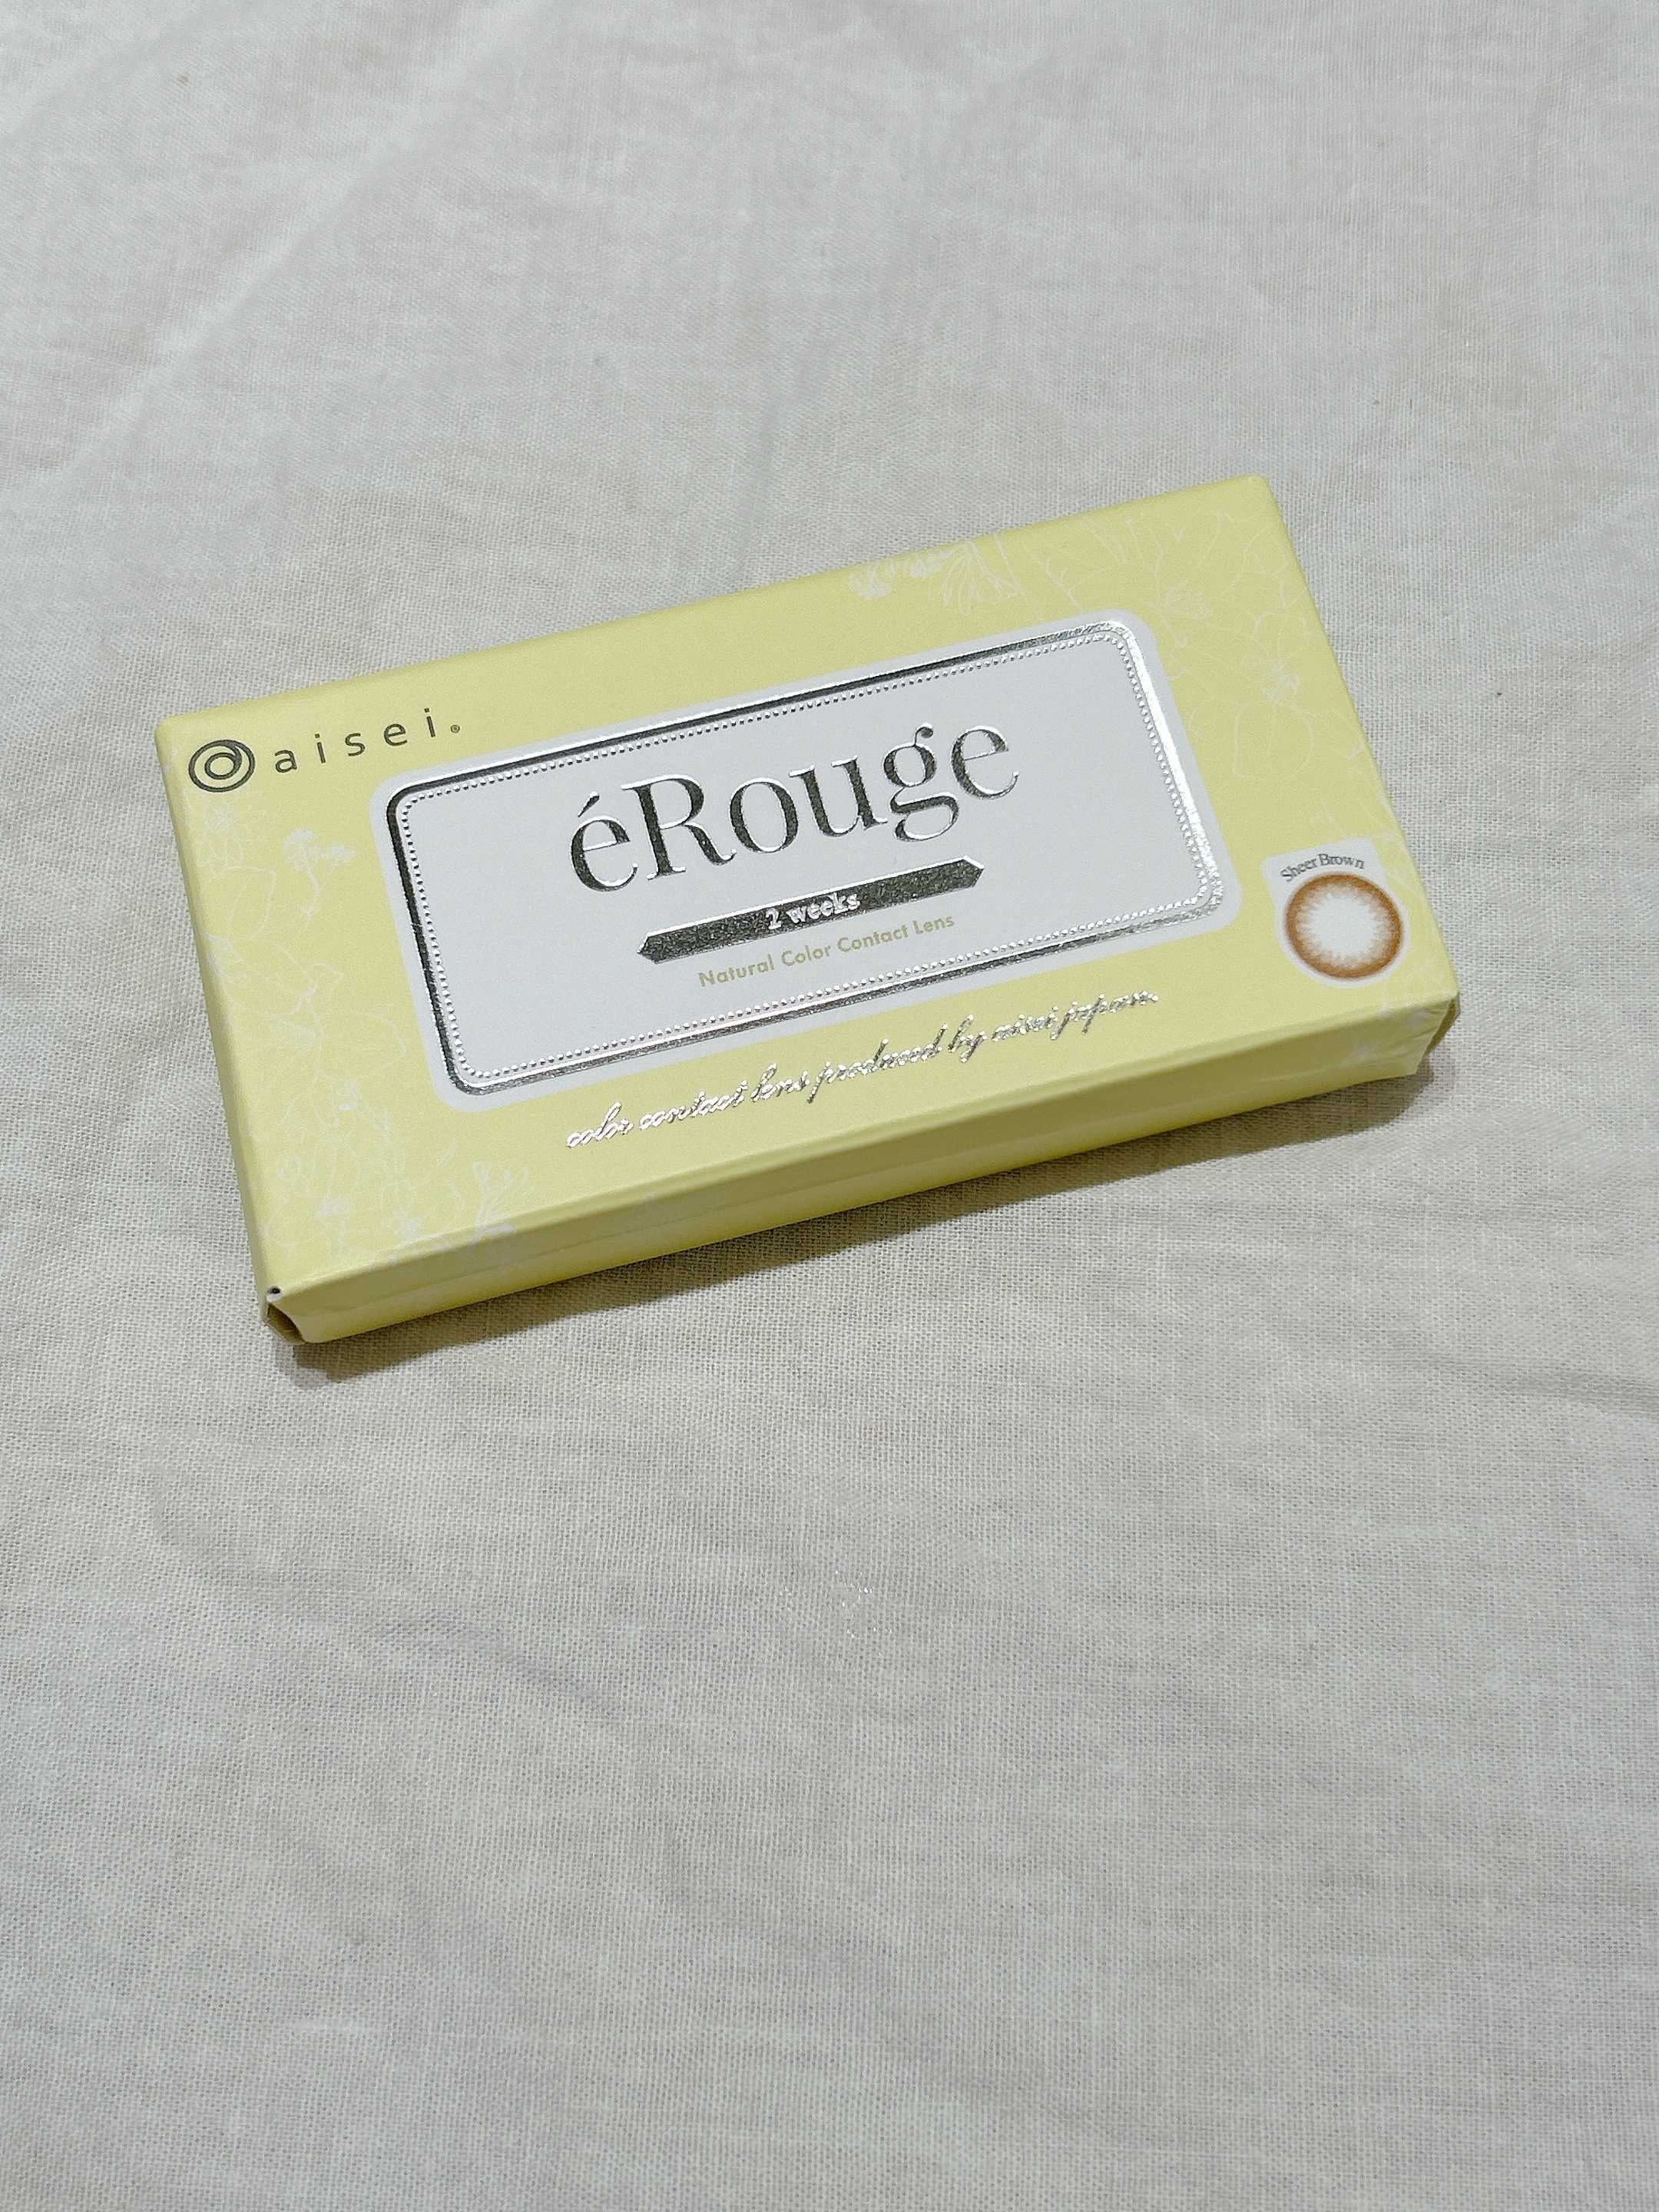 aisei®
éRouge
2 weeks
Natural Color Contact Lens
Sheer Brown
color contact lens produced by aisei japan.